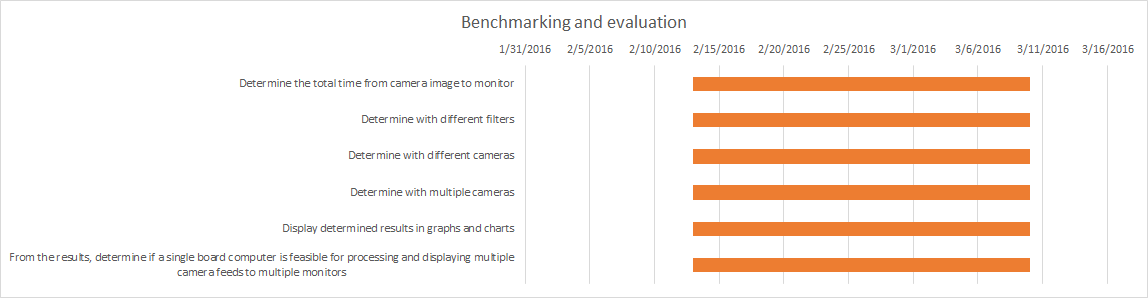 Benchmarking and evaluation
1/31/2016 2/5/2016 2/10/2016 2/15/2016 2/20/2016 2/25/2016 3/1/2016 3/6/2016 3/11/2016 3/16/2016
Determine the total time from camera image to monitor
Determine with different filters
Determine with different cameras
Determine with multiple cameras
Display determined results in graphs and charts
From the results, determine if a single board computer is feasible for processing and displaying multiple
camera feeds to multiple monitors